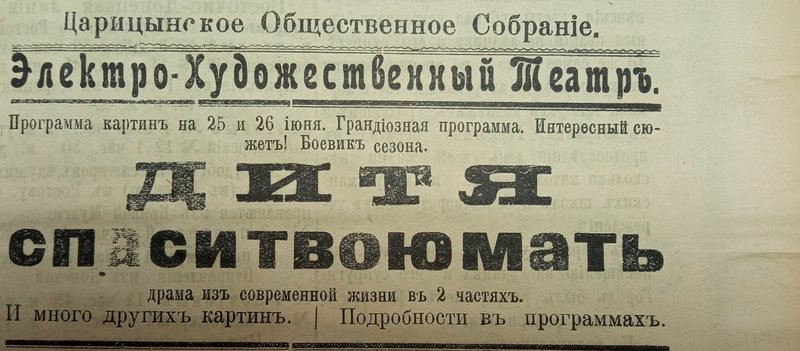 Царицынское Общественное Собраніе.
Электро-Художественный Театръ.
Программа картинъ на 25 и 26 іюня. Грандіозная программа. Интересный сю-
жетъ! Боевикъ сезона.
ДИТЯ
СПАСИТВОЮМАТЬ
драма изъ современной жизни въ 2 частяхъ.
И много другихъ картинъ. | Подробности въ программахъ.